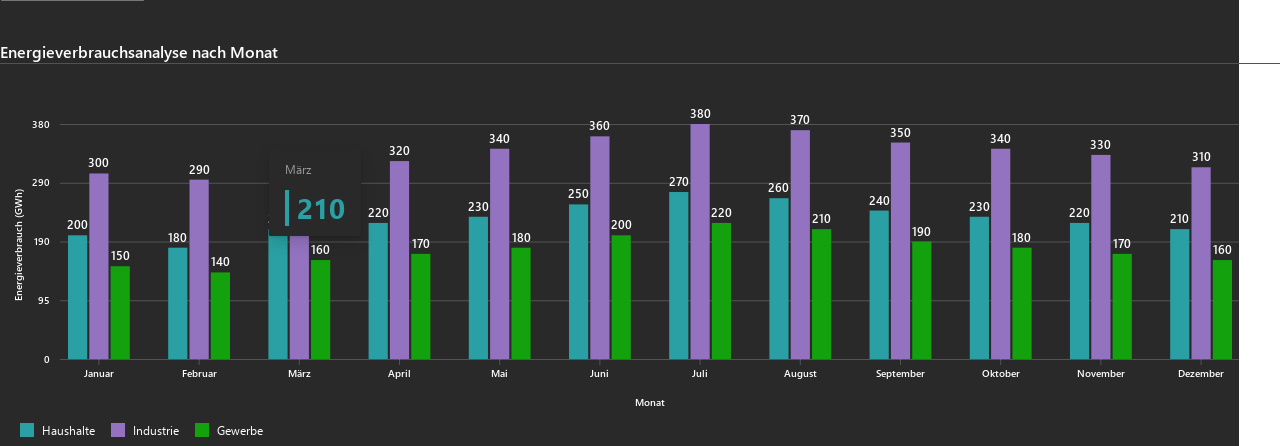 Energieverbrauchsanalyse nach Monat
Energieverbrauch (GWh)
380
290
190
95
0
200 300 150
180 290 140
160
220 320 170
230 340 180
250 360 200
270 380 220
260 370 210
240 350 190
230 340 180
220 330 170
210 310 160
März
210
Januar Februar März April Mai Juni Juli August September Oktober November Dezember
Monat
Haushalte Industrie Gewerbe